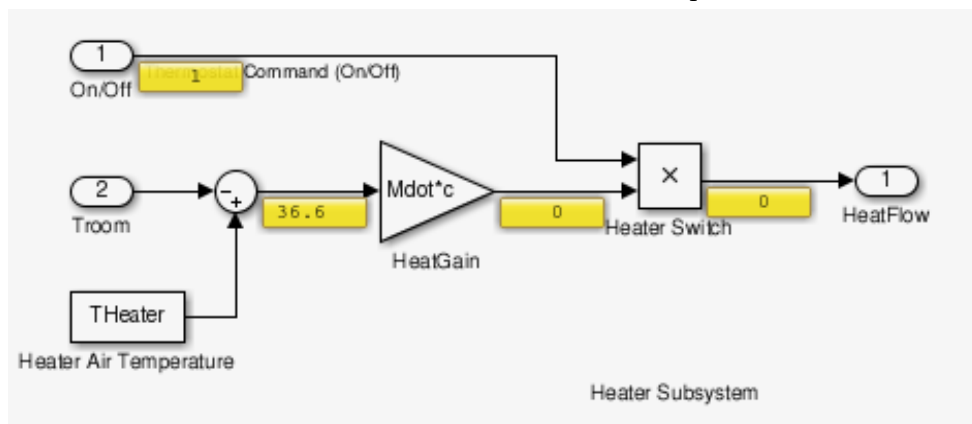 1
Thermostat Command (On/Off)
1
On/Off
2
-
+
Troom
36.6
Mdot*c
HeatGain
0
×
Heater Switch
0
1
HeatFlow
THeater
Heater Air Temperature
Heater Subsystem